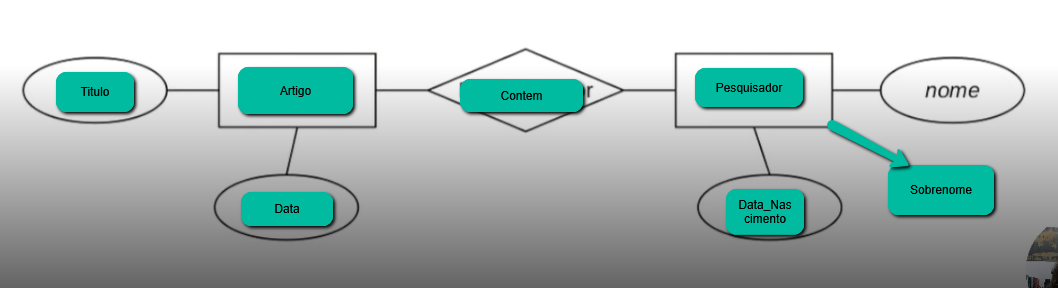 Titulo
Artigo
Contem
r
Pesquisador
nome
Data
Data_Nas
cimento
Sobrenome